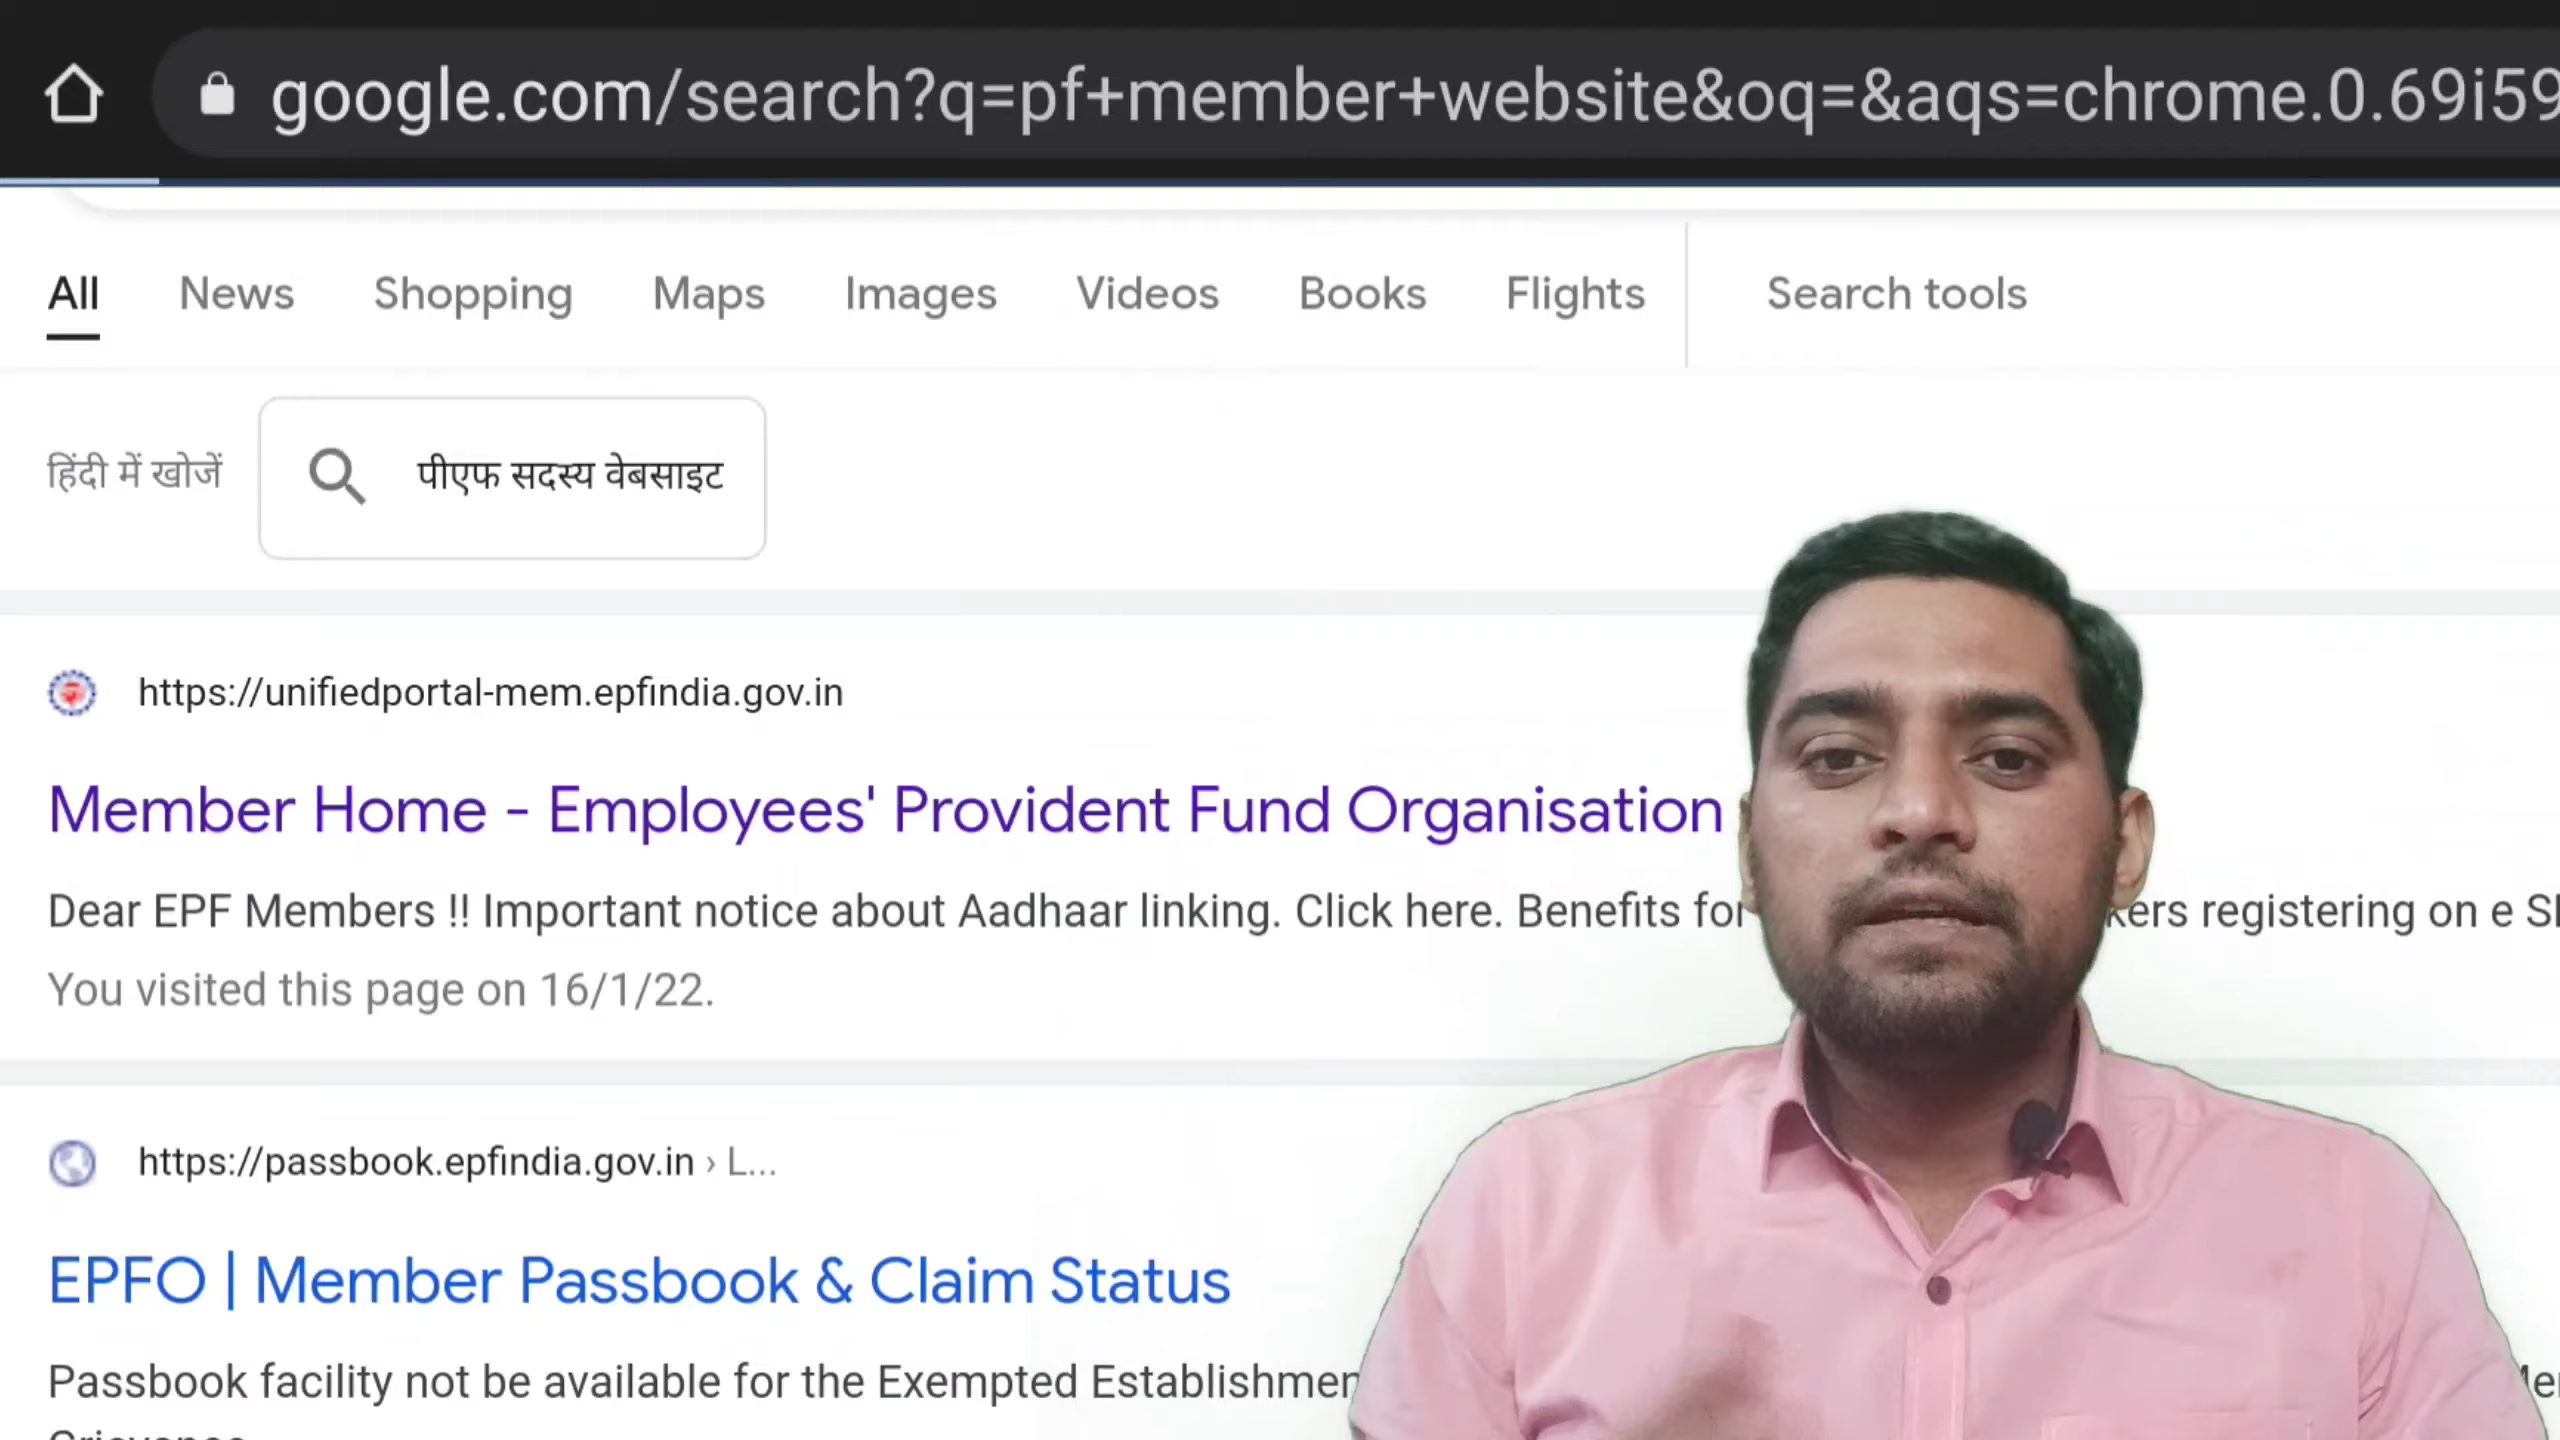 google.com/search?q=pf+member+website&oq=&aqs=chrome.0.69i59
All News Shopping Maps Images Videos Books Flights Search tools
हिंदी में खोजें पीएफ सदस्य वेबसाइट
https://unifiedportal-mem.epfindia.gov.in
Member Home - Employees' Provident Fund Organisation
Dear EPF Members !! Important notice about Aadhaar linking. Click here. Benefits for registering on e
You visited this page on 16/1/22.
https://passbook.epfindia.gov.in › L...
EPFO | Member Passbook & Claim Status
Passbook facility not be available for the Exempted